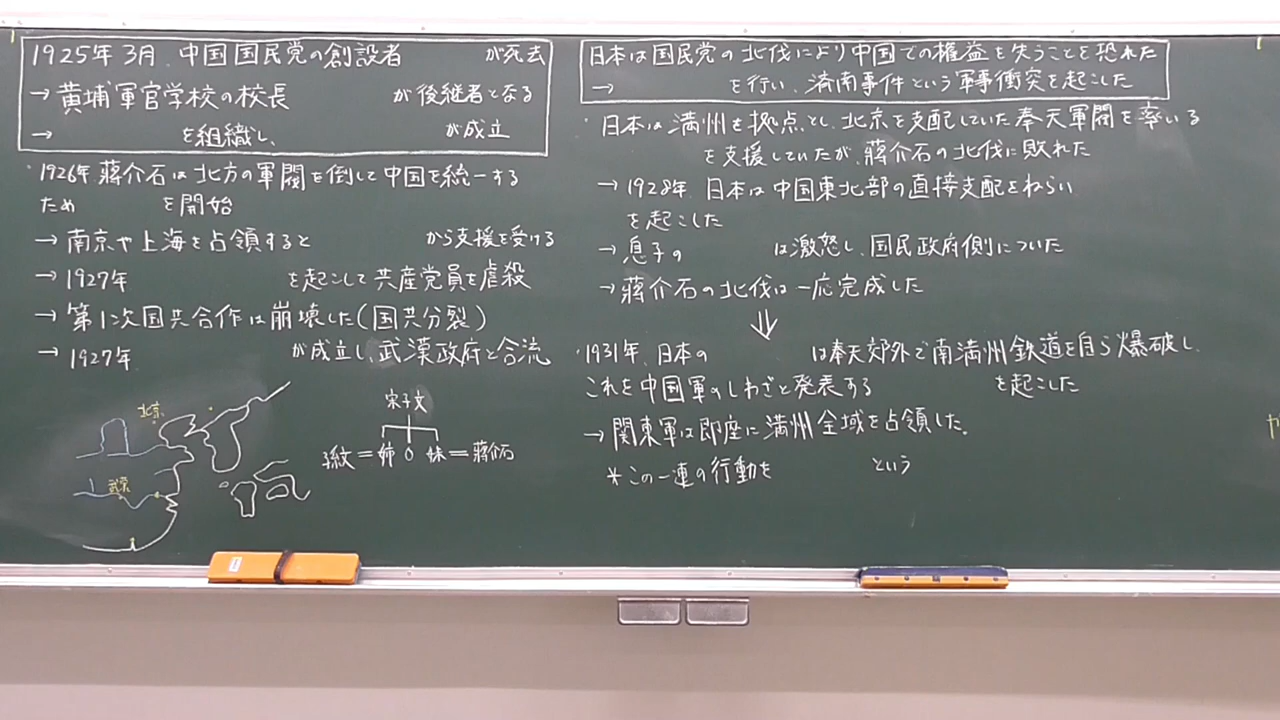 1925年3月、中国国民党の創設者 が死去
→ 黄埔軍官学校の校長 が後継者となる
→ を組織し、 が成立
・1926年、蔣介石は北方の軍閥を倒して中国を統一する
ため を開始
→ 南京や上海を占領すると から支援を受ける
→ 1927年 を起こして共産党員を虐殺
→ 第1次国共合作は崩壊した(国共分裂)
→ 1927年 が成立し、武漢政府と合流
北京
武漢
宋子文
孫文=姉 〇 妹=蔣介石
日本は国民党の北伐により中国での権益を失うことを恐れた
→ を行い、済南事件という軍事衝突を起こした
・日本は満州を拠点とし、北京を支配していた奉天軍閥を率いる
を支援していたが、蔣介石の北伐に敗れた
→ 1928年、日本は中国東北部の直接支配をねらい
を起こした
→ 息子の は激怒し、国民政府側についた
→ 蔣介石の北伐は一応完成した
⇓
・1931年、日本の は奉天郊外で南満州鉄道を自ら爆破し、
これを中国軍のしわざと発表する を起こした
→ 関東軍は即座に満州全域を占領した。
*この一連の行動を という